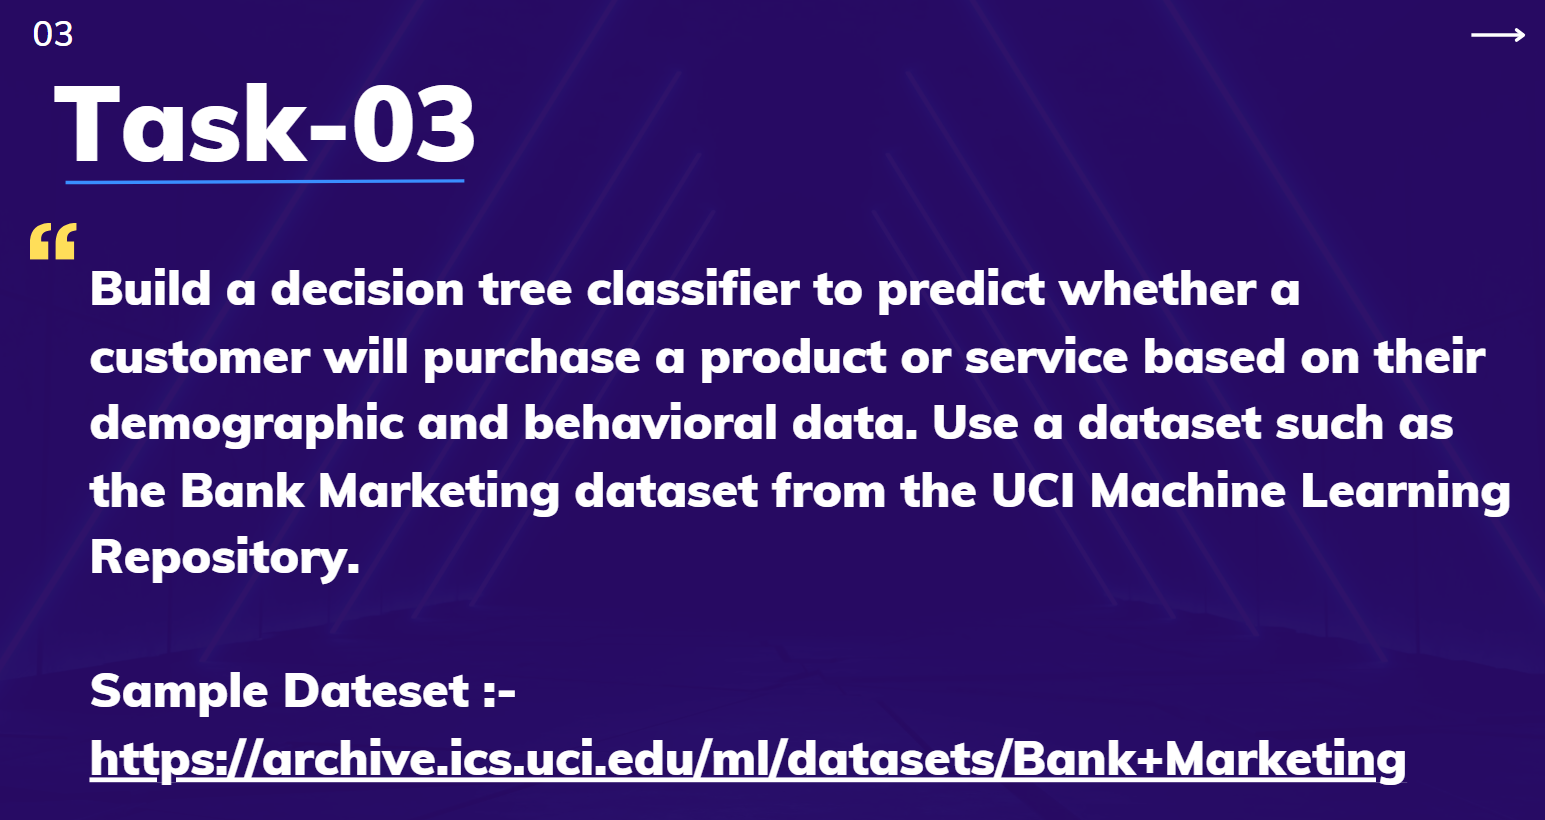 03
Task-03
“
Build a decision tree classifier to predict whether a
customer will purchase a product or service based on their
demographic and behavioral data. Use a dataset such as
the Bank Marketing dataset from the UCI Machine Learning
Repository.
Sample Dateset :-
https://archive.ics.uci.edu/ml/datasets/Bank+Marketing